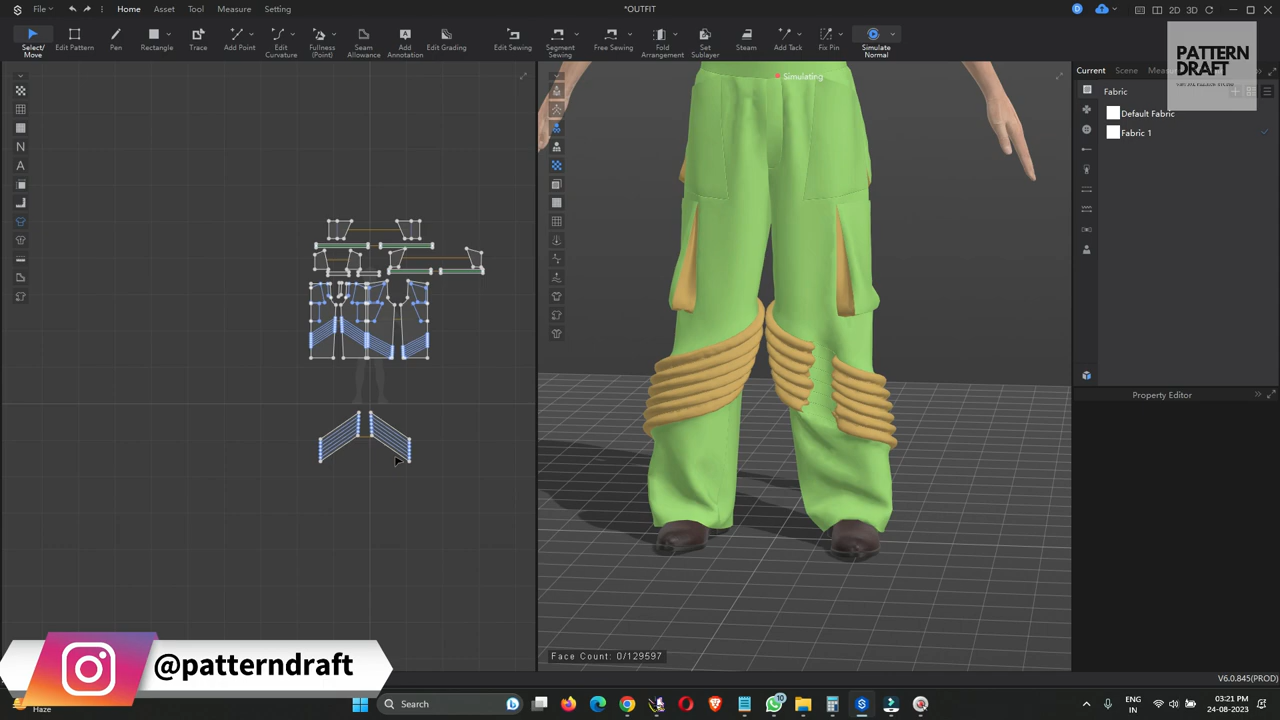 File
Home
Asset
Tool
Measure
Setting
*OUTFIT
Select/
Move
Edit Pattern
Pen
Rectangle
Trace
Add Point
Edit
Curvature
Fullness
(Point)
Seam
Allowance
Add
Annotation
Edit Grading
Edit Sewing
Segment
Sewing
Free Sewing
Fold
Arrangement
Set
Sublayer
Steam
Add Tack
Fix Pin
Simulate
Normal
2D
3D
PATTERN
DRAFT
Simulating
Current
Scene
Fabric
Default Fabric
Fabric 1
Property Editor
Face Count: 0/129597
@patterndraft
V6.0.845(PROD)
Haze
Search
10
ENG
IN
03:21 PM
24-08-2023